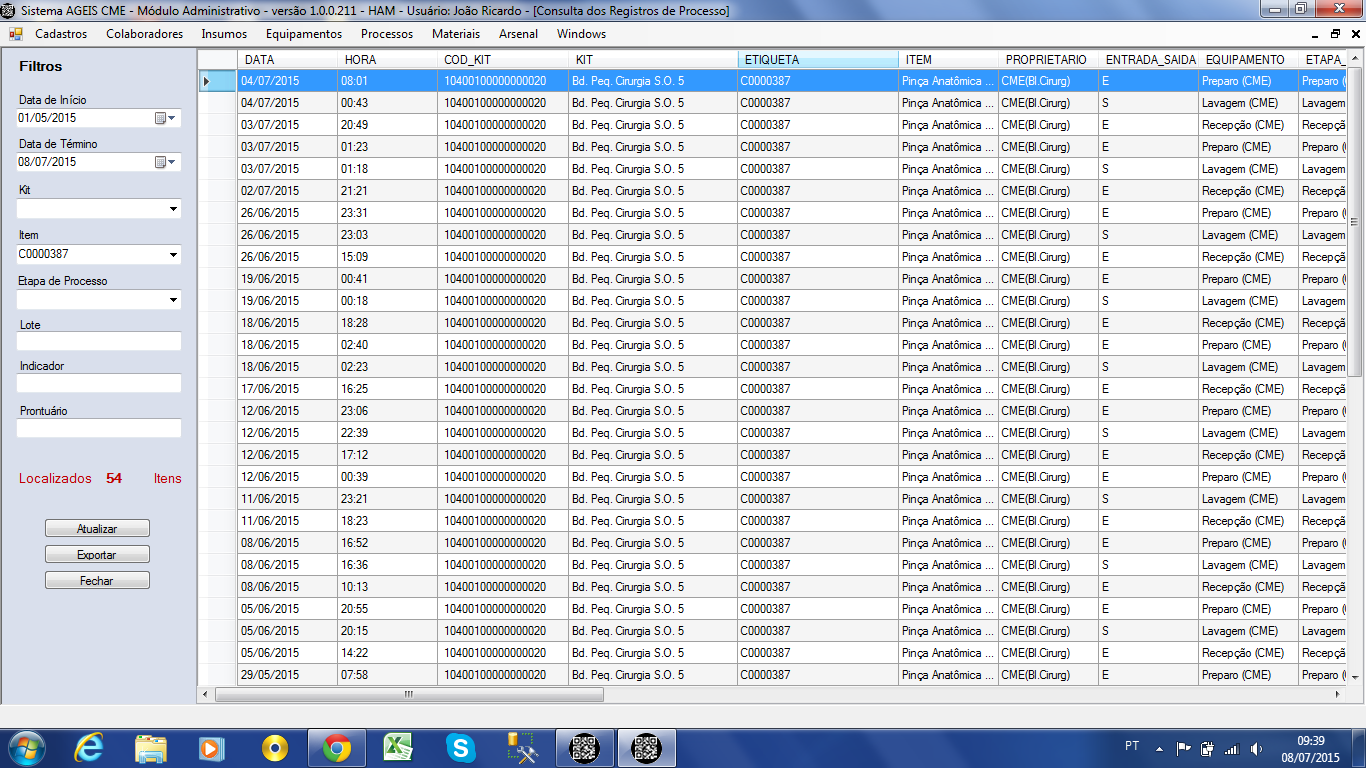 Sistema AGEIS CME - Módulo Administrativo - versão 1.0.0.211 - HAM - Usuário: João Ricardo - [Consulta dos Registros de Processo]
Cadastros Colaboradores Insumos Equipamentos Processos Materiais Arsenal Windows
Filtros
Data de Início
01/05/2015
Data de Témino
08/07/2015
Kit
Item
C0000387
Etapa de Processo
Lote
Indicador
Prontuário
Localizados 54 Itens
Atualizar
Exportar
Fechar
DATA HORA COD_KIT KIT ETIQUETA ITEM PROPRIETARIO ENTRADA_SAIDA EQUIPAMENTO ETAPA_
04/07/2015 08:01 10400100000000020 Bd. Peq. Cirurgia S.O. 5 C0000387 Pinça Anatômica ... CME(Bl.Cirurg) E Preparo (CME) Preparo (
04/07/2015 00:43 10400100000000020 Bd. Peq. Cirurgia S.O. 5 C0000387 Pinça Anatômica ... CME(Bl.Cirurg) S Lavagem (CME) Lavagem
03/07/2015 20:49 10400100000000020 Bd. Peq. Cirurgia S.O. 5 C0000387 Pinça Anatômica ... CME(Bl.Cirurg) E Recepção (CME) Recepçã
03/07/2015 01:23 10400100000000020 Bd. Peq. Cirurgia S.O. 5 C0000387 Pinça Anatômica ... CME(Bl.Cirurg) E Preparo (CME) Preparo (
03/07/2015 01:18 10400100000000020 Bd. Peq. Cirurgia S.O. 5 C0000387 Pinça Anatômica ... CME(Bl.Cirurg) S Lavagem (CME) Lavagem
02/07/2015 21:21 10400100000000020 Bd. Peq. Cirurgia S.O. 5 C0000387 Pinça Anatômica ... CME(Bl.Cirurg) E Recepção (CME) Recepçã
26/06/2015 23:31 10400100000000020 Bd. Peq. Cirurgia S.O. 5 C0000387 Pinça Anatômica ... CME(Bl.Cirurg) E Preparo (CME) Preparo (
26/06/2015 23:03 10400100000000020 Bd. Peq. Cirurgia S.O. 5 C0000387 Pinça Anatômica ... CME(Bl.Cirurg) S Lavagem (CME) Lavagem
26/06/2015 15:09 10400100000000020 Bd. Peq. Cirurgia S.O. 5 C0000387 Pinça Anatômica ... CME(Bl.Cirurg) E Recepção (CME) Recepçã
19/06/2015 00:41 10400100000000020 Bd. Peq. Cirurgia S.O. 5 C0000387 Pinça Anatômica ... CME(Bl.Cirurg) E Preparo (CME) Preparo (
19/06/2015 00:18 10400100000000020 Bd. Peq. Cirurgia S.O. 5 C0000387 Pinça Anatômica ... CME(Bl.Cirurg) S Lavagem (CME) Lavagem
18/06/2015 18:28 10400100000000020 Bd. Peq. Cirurgia S.O. 5 C0000387 Pinça Anatômica ... CME(Bl.Cirurg) E Recepção (CME) Recepçã
18/06/2015 02:40 10400100000000020 Bd. Peq. Cirurgia S.O. 5 C0000387 Pinça Anatômica ... CME(Bl.Cirurg) E Preparo (CME) Preparo (
18/06/2015 02:23 10400100000000020 Bd. Peq. Cirurgia S.O. 5 C0000387 Pinça Anatômica ... CME(Bl.Cirurg) S Lavagem (CME) Lavagem
17/06/2015 16:25 10400100000000020 Bd. Peq. Cirurgia S.O. 5 C0000387 Pinça Anatômica ... CME(Bl.Cirurg) E Recepção (CME) Recepçã
12/06/2015 23:06 10400100000000020 Bd. Peq. Cirurgia S.O. 5 C0000387 Pinça Anatômica ... CME(Bl.Cirurg) E Preparo (CME) Preparo (
12/06/2015 22:39 10400100000000020 Bd. Peq. Cirurgia S.O. 5 C0000387 Pinça Anatômica ... CME(Bl.Cirurg) S Lavagem (CME) Lavagem
12/06/2015 17:12 10400100000000020 Bd. Peq. Cirurgia S.O. 5 C0000387 Pinça Anatômica ... CME(Bl.Cirurg) E Recepção (CME) Recepçã
12/06/2015 00:39 10400100000000020 Bd. Peq. Cirurgia S.O. 5 C0000387 Pinça Anatômica ... CME(Bl.Cirurg) E Preparo (CME) Preparo (
11/06/2015 23:21 10400100000000020 Bd. Peq. Cirurgia S.O. 5 C0000387 Pinça Anatômica ... CME(Bl.Cirurg) S Lavagem (CME) Lavagem
11/06/2015 18:23 10400100000000020 Bd. Peq. Cirurgia S.O. 5 C0000387 Pinça Anatômica ... CME(Bl.Cirurg) E Recepção (CME) Recepçã
08/06/2015 16:52 10400100000000020 Bd. Peq. Cirurgia S.O. 5 C0000387 Pinça Anatômica ... CME(Bl.Cirurg) E Preparo (CME) Preparo (
08/06/2015 16:36 10400100000000020 Bd. Peq. Cirurgia S.O. 5 C0000387 Pinça Anatômica ... CME(Bl.Cirurg) S Lavagem (CME) Lavagem
08/06/2015 10:13 10400100000000020 Bd. Peq. Cirurgia S.O. 5 C0000387 Pinça Anatômica ... CME(Bl.Cirurg) E Recepção (CME) Recepçã
05/06/2015 20:55 10400100000000020 Bd. Peq. Cirurgia S.O. 5 C0000387 Pinça Anatômica ... CME(Bl.Cirurg) E Preparo (CME) Preparo (
05/06/2015 20:15 10400100000000020 Bd. Peq. Cirurgia S.O. 5 C0000387 Pinça Anatômica ... CME(Bl.Cirurg) S Lavagem (CME) Lavagem
05/06/2015 14:22 10400100000000020 Bd. Peq. Cirurgia S.O. 5 C0000387 Pinça Anatômica ... CME(Bl.Cirurg) E Recepção (CME) Recepçã
29/05/2015 07:58 10400100000000020 Bd. Peq. Cirurgia S.O. 5 C0000387 Pinça Anatômica ... CME(Bl.Cirurg) E Preparo (CME) Preparo (
PT 09:39
08/07/2015